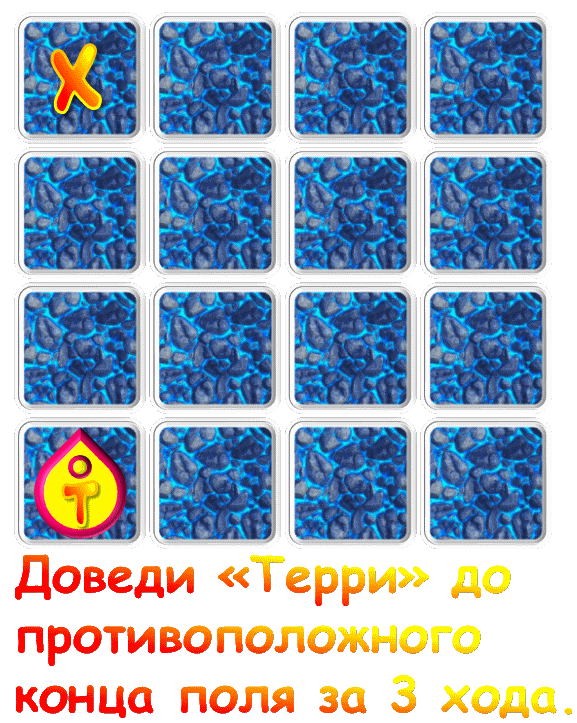 X
Т
Доведи «Терри» до
противоположного
конца поля за 3 хода.